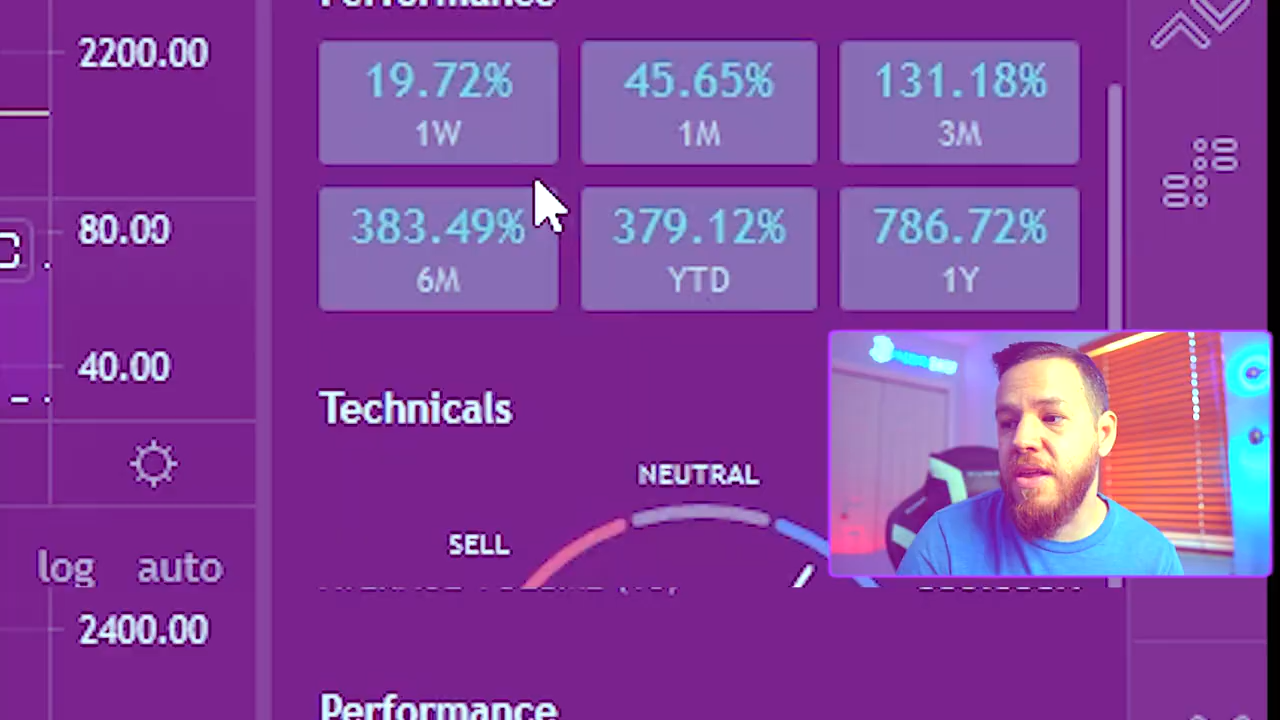 Performance
2200.00
19.72% 45.65% 131.18%
1W 1M 3M
80.00
383.49% 379.12% 786.72%
6M YTD 1Y
40.00
Technicals
NEUTRAL
SELL
log auto
2400.00
Performance